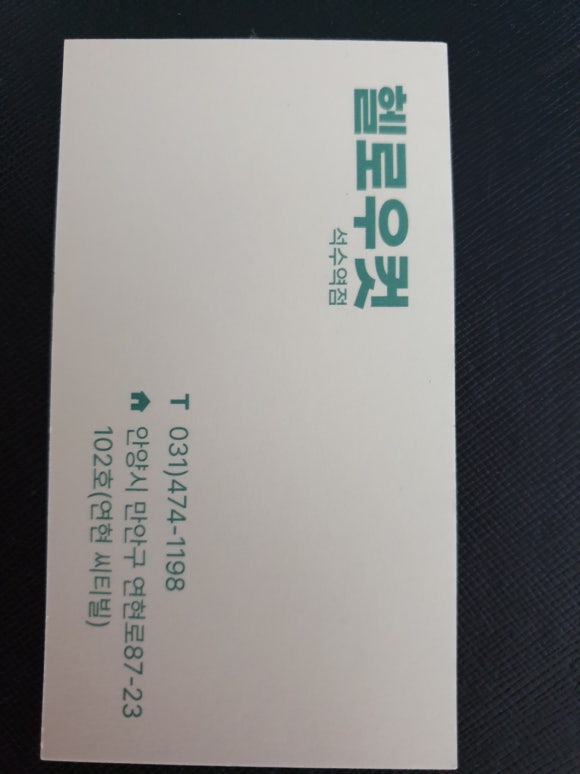 헬로우컷
석수역점
T 031)474-1198
안양시 만안구 연현로87-23
102호(연현 씨티빌)